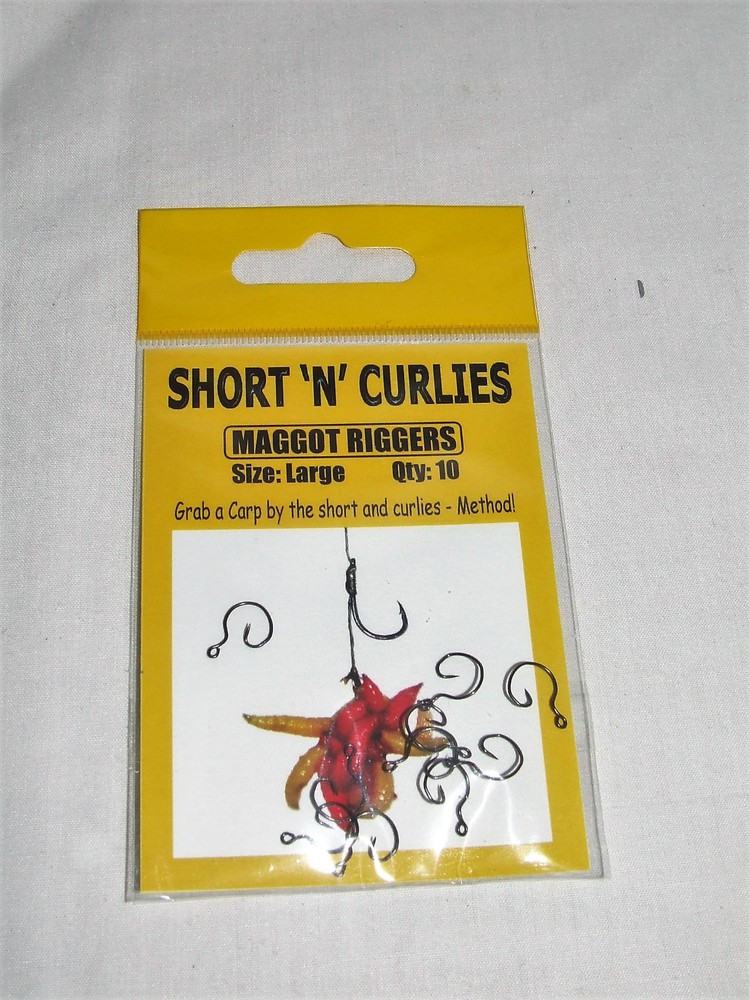 SHORT ‘N’ CURLIES
MAGGOT RIGGERS
Size: Large Qty: 10
Grab a Carp by the short and curlies - Method!